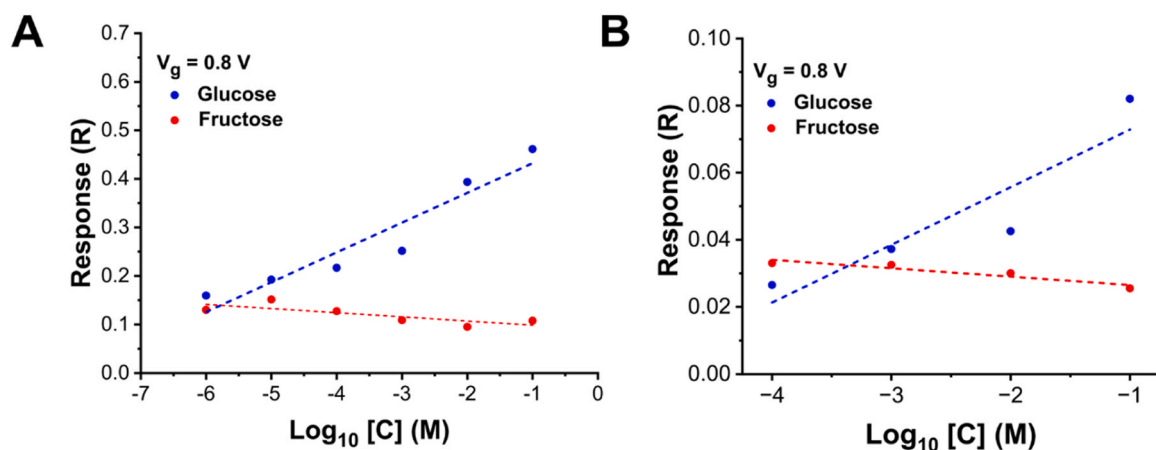 A
V_g = 0.8 V
Glucose
Fructose
Response (R)
0.7
0.6
0.5
0.4
0.3
0.2
0.1
0.0
-7 -6 -5 -4 -3 -2 -1 0
Log₁₀ [C] (M)
B
V_g = 0.8 V
Glucose
Fructose
Response (R)
0.10
0.08
0.06
0.04
0.02
0.00
−4 −3 −2 −1
Log₁₀ [C] (M)